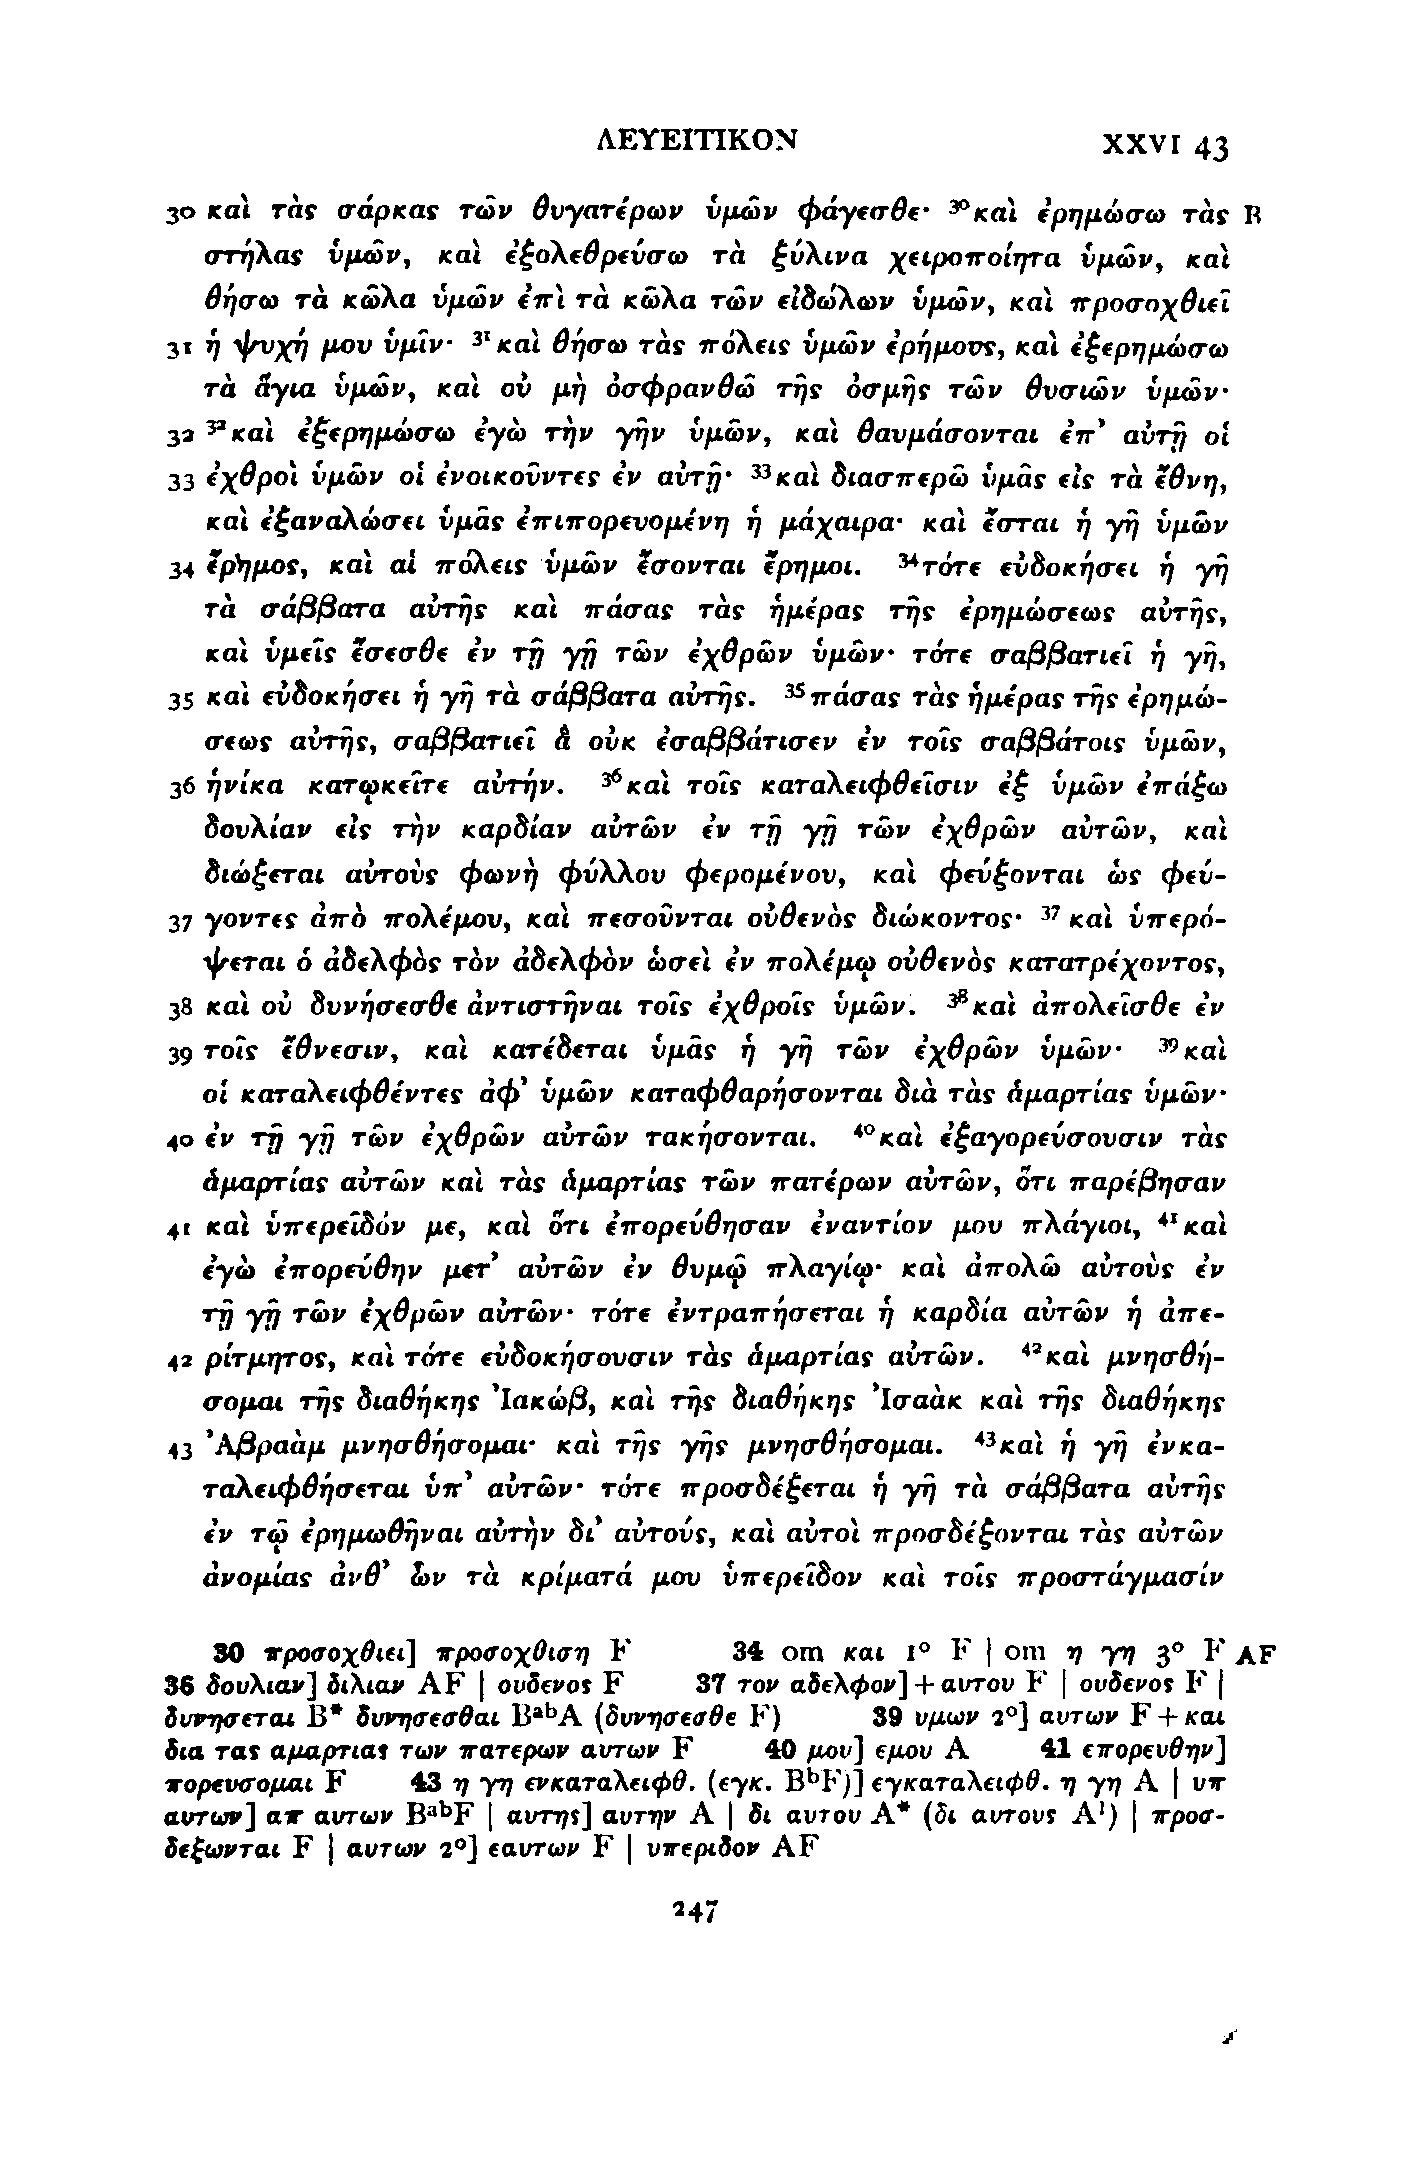 ΛΕΥΕΙΤΙΚΟΝ XXVI 43
30 καὶ τὰς σάρκας τῶν θυγατέρων ὑμῶν φάγεσθε· ³⁰καὶ ἐρημώσω τὰς B
στήλας ὑμῶν, καὶ ἐξολεθρεύσω τὰ ξύλινα χειροποίητα ὑμῶν, καὶ
θήσω τὰ κῶλα ὑμῶν ἐπὶ τὰ κῶλα τῶν εἰδώλων ὑμῶν, καὶ προσοχθιεῖ
31 ἡ ψυχή μου ὑμῖν· ³¹καὶ θήσω τὰς πόλεις ὑμῶν ἐρήμους, καὶ ἐξερημώσω
τὰ ἅγια ὑμῶν, καὶ οὐ μὴ ὀσφρανθῶ τῆς ὀσμῆς τῶν θυσιῶν ὑμῶν·
32 ³²καὶ ἐξερημώσω ἐγὼ τὴν γῆν ὑμῶν, καὶ θαυμάσονται ἐπ’ αὐτῇ οἱ
33 ἐχθροὶ ὑμῶν οἱ ἐνοικοῦντες ἐν αὐτῇ· ³³καὶ διασπερῶ ὑμᾶς εἰς τὰ ἔθνη,
καὶ ἐξαναλώσει ὑμᾶς ἐπιπορευομένη ἡ μάχαιρα· καὶ ἔσται ἡ γῆ ὑμῶν
34 ἔρημος, καὶ αἱ πόλεις ὑμῶν ἔσονται ἔρημοι. ³⁴τότε εὐδοκήσει ἡ γῆ
τὰ σάββατα αὐτῆς καὶ πάσας τὰς ἡμέρας τῆς ἐρημώσεως αὐτῆς,
καὶ ὑμεῖς ἔσεσθε ἐν τῇ γῇ τῶν ἐχθρῶν ὑμῶν· τότε σαββατιεῖ ἡ γῆ,
35 καὶ εὐδοκήσει ἡ γῆ τὰ σάββατα αὐτῆς. ³⁵πάσας τὰς ἡμέρας τῆς ἐρημώ-
σεως αὐτῆς, σαββατιεῖ ἃ οὐκ ἐσαββάτισεν ἐν τοῖς σαββάτοις ὑμῶν,
36 ἡνίκα κατῳκεῖτε αὐτήν. ³⁶καὶ τοῖς καταλειφθεῖσιν ἐξ ὑμῶν ἐπάξω
δουλίαν εἰς τὴν καρδίαν αὐτῶν ἐν τῇ γῇ τῶν ἐχθρῶν αὐτῶν, καὶ
διώξεται αὐτοὺς φωνὴ φύλλου φερομένου, καὶ φεύξονται ὡς φεύ-
37 γοντες ἀπὸ πολέμου, καὶ πεσοῦνται οὐθενὸς διώκοντος· ³⁷καὶ ὑπερό-
ψεται ὁ ἀδελφὸς τὸν ἀδελφὸν ὡσεὶ ἐν πολέμῳ οὐθενὸς κατατρέχοντος,
38 καὶ οὐ δυνήσεσθε ἀντιστῆναι τοῖς ἐχθροῖς ὑμῶν. ³⁸καὶ ἀπολεῖσθε ἐν
39 τοῖς ἔθνεσιν, καὶ κατέδεται ὑμᾶς ἡ γῆ τῶν ἐχθρῶν ὑμῶν· ³⁹καὶ
οἱ καταλειφθέντες ἀφ’ ὑμῶν καταφθαρήσονται διὰ τὰς ἁμαρτίας ὑμῶν·
40 ἐν τῇ γῇ τῶν ἐχθρῶν αὐτῶν τακήσονται. ⁴⁰καὶ ἐξαγορεύσουσιν τὰς
ἁμαρτίας αὐτῶν καὶ τὰς ἁμαρτίας τῶν πατέρων αὐτῶν, ὅτι παρέβησαν
41 καὶ ὑπερεῖδόν με, καὶ ὅτι ἐπορεύθησαν ἐναντίον μου πλάγιοι, ⁴¹καὶ
ἐγὼ ἐπορεύθην μετ’ αὐτῶν ἐν θυμῷ πλαγίῳ· καὶ ἀπολῶ αὐτοὺς ἐν
τῇ γῇ τῶν ἐχθρῶν αὐτῶν· τότε ἐντραπήσεται ἡ καρδία αὐτῶν ἡ ἀπε-
42 ρίτμητος, καὶ τότε εὐδοκήσουσιν τὰς ἁμαρτίας αὐτῶν. ⁴²καὶ μνησθή-
σομαι τῆς διαθήκης Ἰακώβ, καὶ τῆς διαθήκης Ἰσαὰκ καὶ τῆς διαθήκης
43 Ἀβραὰμ μνησθήσομαι· καὶ τῆς γῆς μνησθήσομαι. ⁴³καὶ ἡ γῆ ἐνκα-
ταλειφθήσεται ὑπ’ αὐτῶν· τότε προσδέξεται ἡ γῆ τὰ σάββατα αὐτῆς
ἐν τῷ ἐρημωθῆναι αὐτὴν δι’ αὐτούς, καὶ αὐτοὶ προσδέξονται τὰς αὐτῶν
ἀνομίας ἀνθ’ ὧν τὰ κρίματά μου ὑπερεῖδον καὶ τοῖς προστάγμασίν
30 προσοχθιει] προσοχθιση F 34 om και 1° F | om η γη 3° F AF
36 δουλιαν] διλιαν AF | ουδενος F 37 τον αδελφον]+αυτου F | ουδενος F |
δυνησεται B* δυνησεσθαι BᵃᵇA (δυνησεσθε F) 39 υμων 2°] αυτων F+και
δια τας αμαρτιας των πατερων αυτων F 40 μου] εμου A 41 επορευθην]
πορευσομαι F 43 η γη ενκαταλειφθ. (εγκ. BᵇF)] εγκαταλειφθ. η γη A | υπ
αυτων] απ αυτων BᵃᵇF | αυτης] αυτην A | δι αυτου A* (δι αυτους A¹) | προσ-
δεξωνται F | αυτων 2°] εαυτων F | υπεριδον AF
247